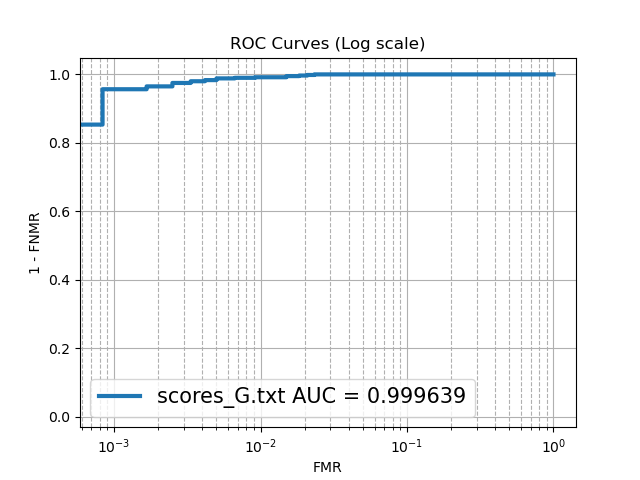 ROC Curves (Log scale)
1.0
0.8
0.6
0.4
0.2
0.0
1 - FNMR
scores_G.txt AUC = 0.999639
10⁻³ 10⁻² 10⁻¹ 10⁰
FMR